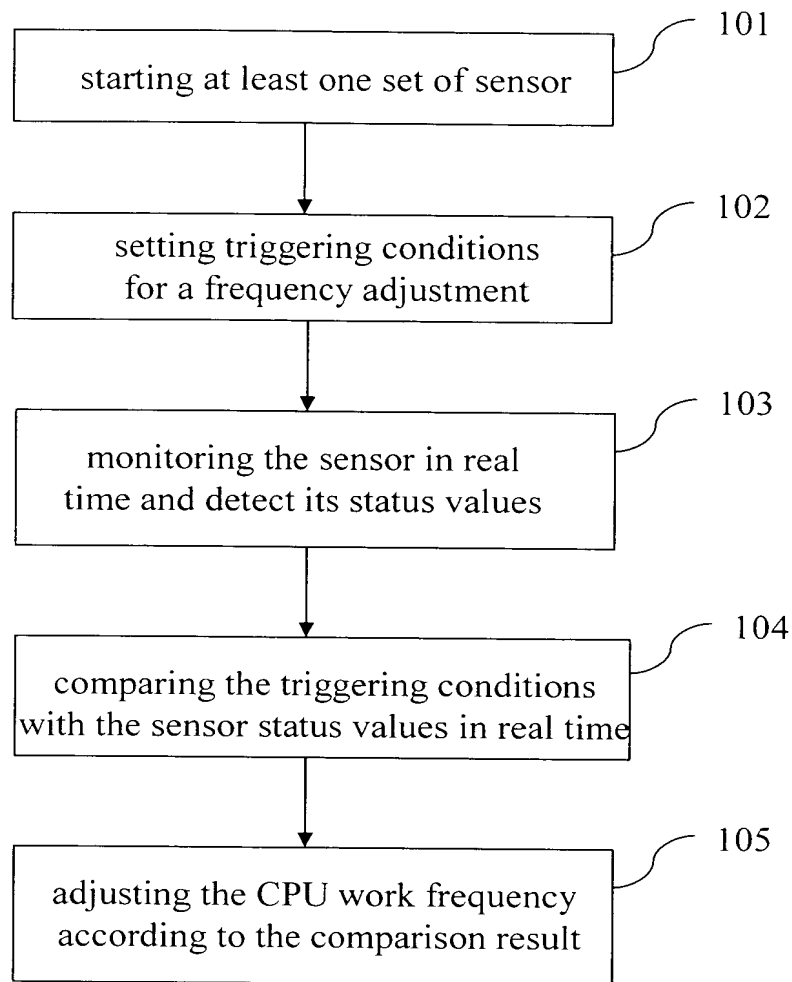 101
starting at least one set of sensor
102
setting triggering conditions
for a frequency adjustment
103
monitoring the sensor in real
time and detect its status values
104
comparing the triggering conditions
with the sensor status values in real time
105
adjusting the CPU work frequency
according to the comparison result